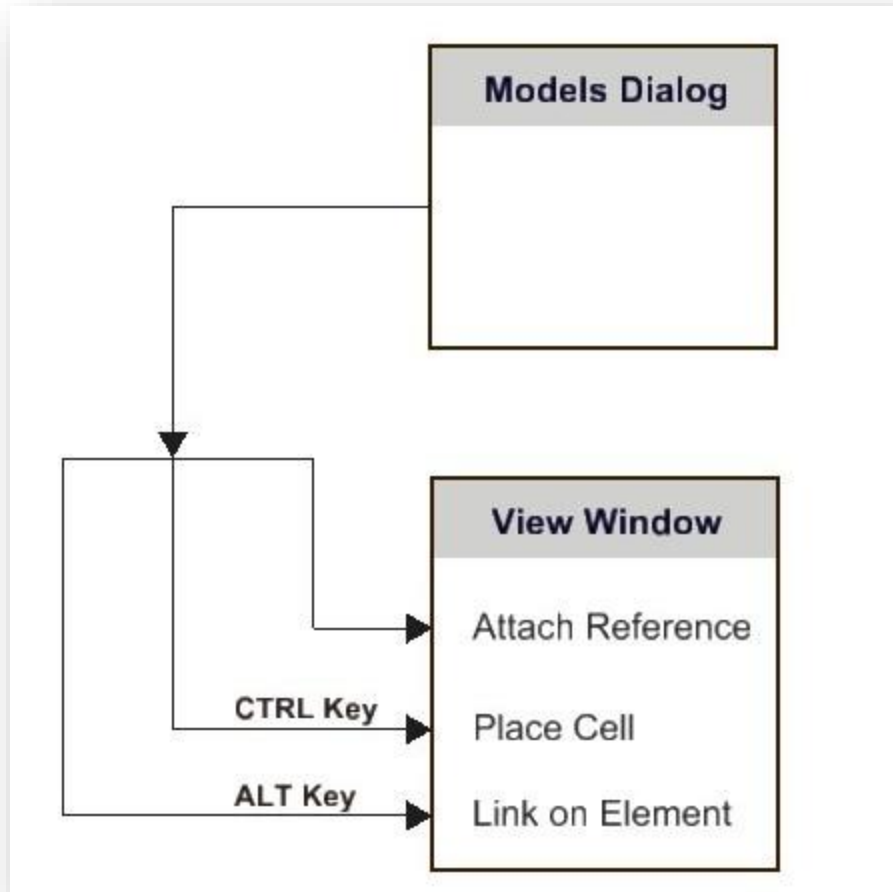 Models Dialog
View Window
Attach Reference
CTRL Key
Place Cell
ALT Key
Link on Element